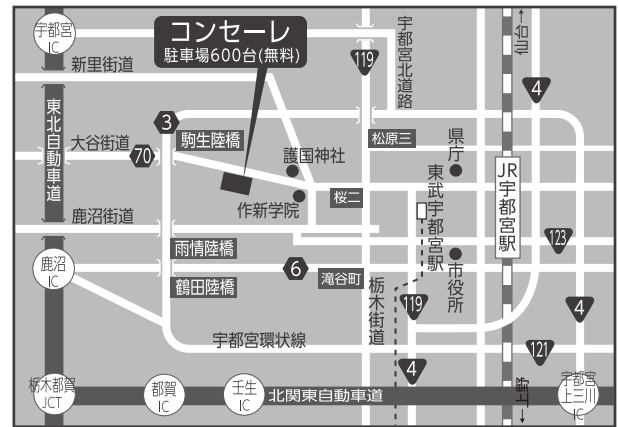 宇都宮
IC
新里街道
コンセーレ
駐車場600台(無料)
119
宇都宮北道路
←仙台
4
東北自動車道
大谷街道
3
70
駒生陸橋
護国神社
作新学院
松原三
県庁
桜二
東武宇都宮駅
JR宇都宮駅
鹿沼街道
雨情陸橋
123
鹿沼
IC
鶴田陸橋
6
滝谷町
栃木街道
市役所
119
4
宇都宮環状線
4
121
栃木都賀
JCT
都賀
IC
壬生
IC
北関東自動車道
←上野
宇都宮
上三川
IC